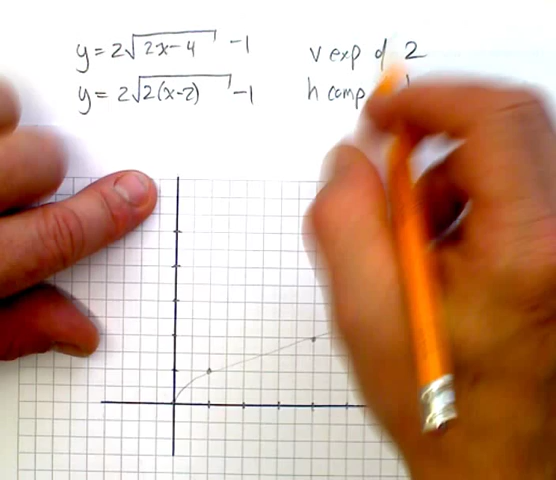 y = 2√(2x-4) -1
v exp of 2
y = 2√(2(x-2)) -1
h comp